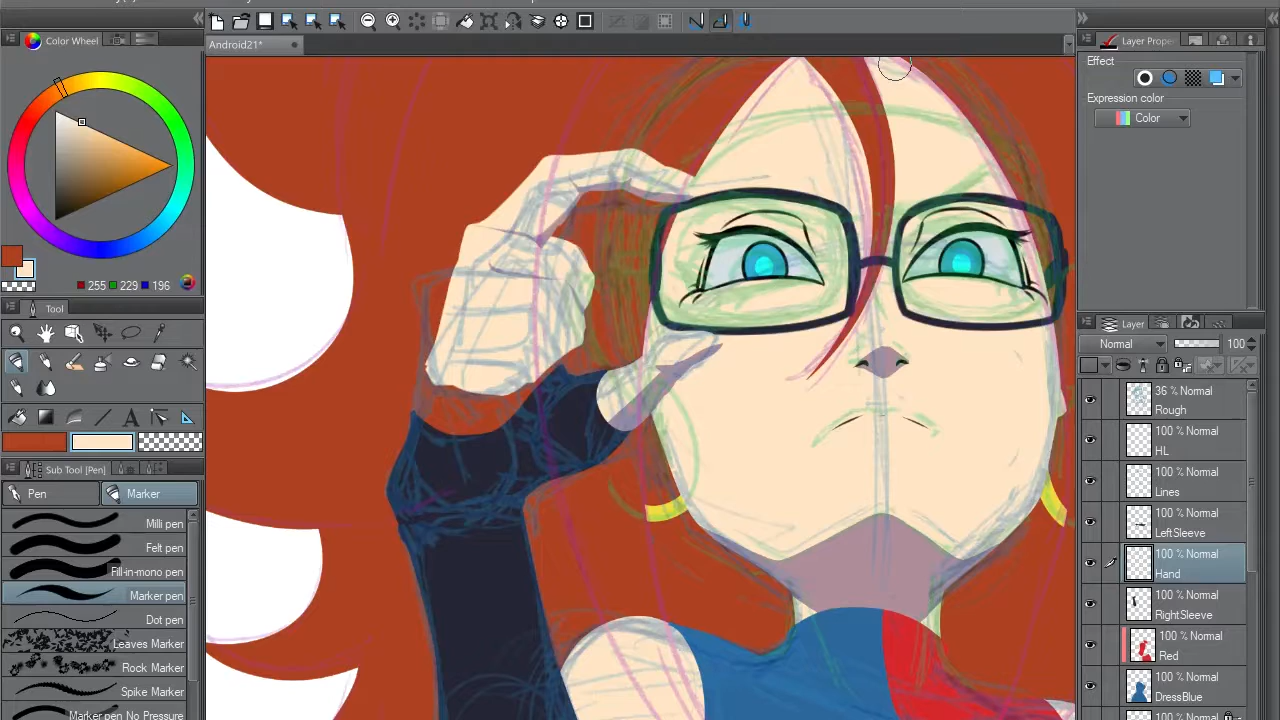 Android21*
Color Wheel
255 229 196
Tool
Sub Tool [Pen]
Pen
Marker
Milli pen
Felt pen
Fill-in-mono pen
Marker pen
Dot pen
Leaves Marker
Rock Marker
Spike Marker
Marker pen No Pressure
Layer Proper
Effect
Expression color
Color
Layer
Normal
100
36 % Normal
Rough
100 % Normal
HL
100 % Normal
Lines
100 % Normal
LeftSleeve
100 % Normal
Hand
100 % Normal
RightSleeve
100 % Normal
Red
100 % Normal
DressBlue
100 % Normal